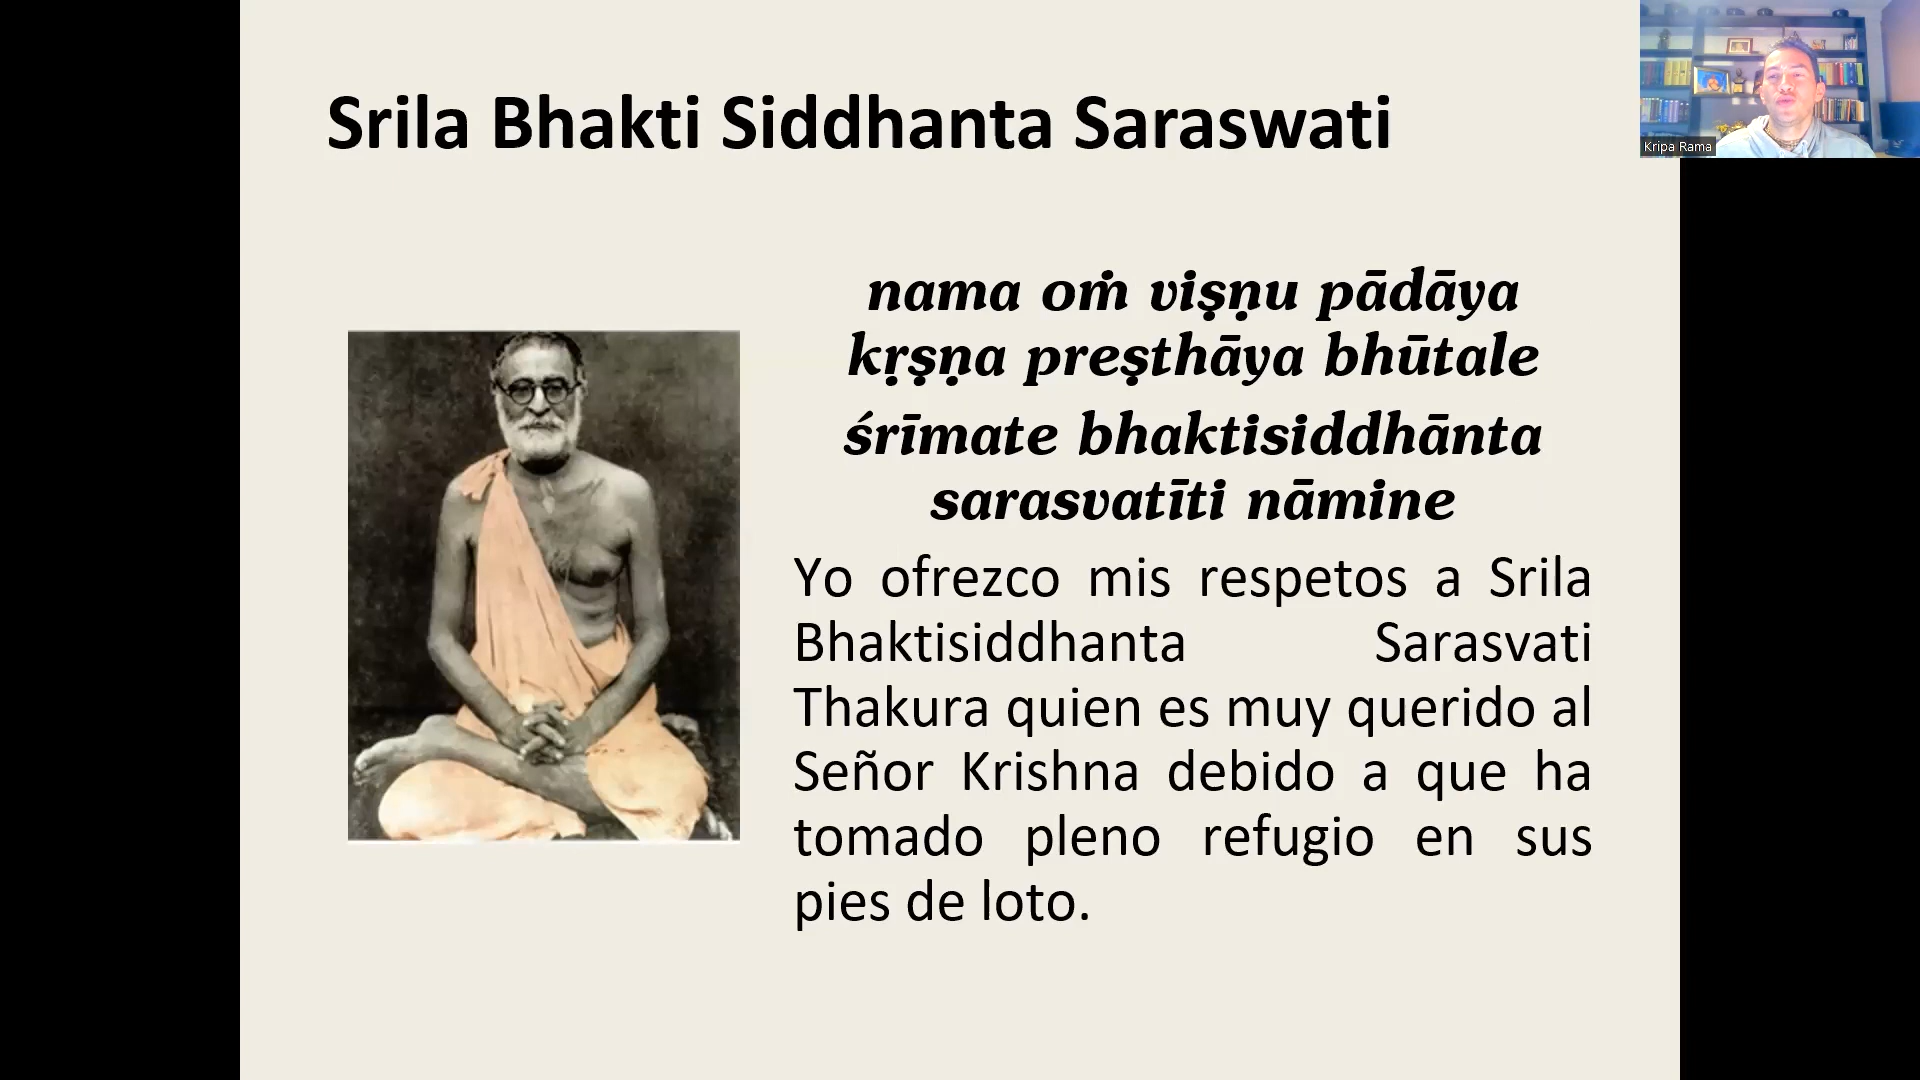 Srila Bhakti Siddhanta Saraswati
Kripa Rama
nama oṁ viṣṇu pādāya
kṛṣṇa preṣthāya bhūtale
śrīmate bhaktisiddhānta
sarasvatīti nāmine
Yo ofrezco mis respetos a Srila
Bhaktisiddhanta Sarasvati
Thakura quien es muy querido al
Señor Krishna debido a que ha
tomado pleno refugio en sus
pies de loto.